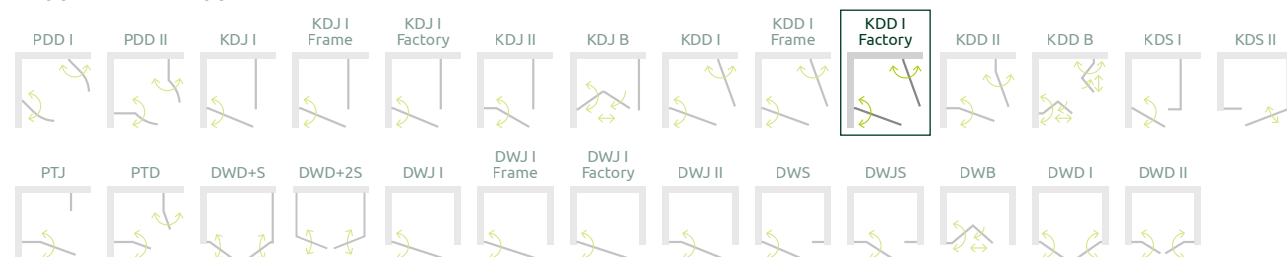 PDD I
PDD II
KDJ I
KDJ I
Frame
KDJ I
Factory
KDJ II
KDJ B
KDD I
KDD I
Frame
KDD I
Factory
KDD II
KDD B
KDS I
KDS II
PTJ
PTD
DWD+S
DWD+2S
DWJ I
DWJ I
Frame
DWJ I
Factory
DWJ II
DWS
DWJS
DWB
DWD I
DWD II